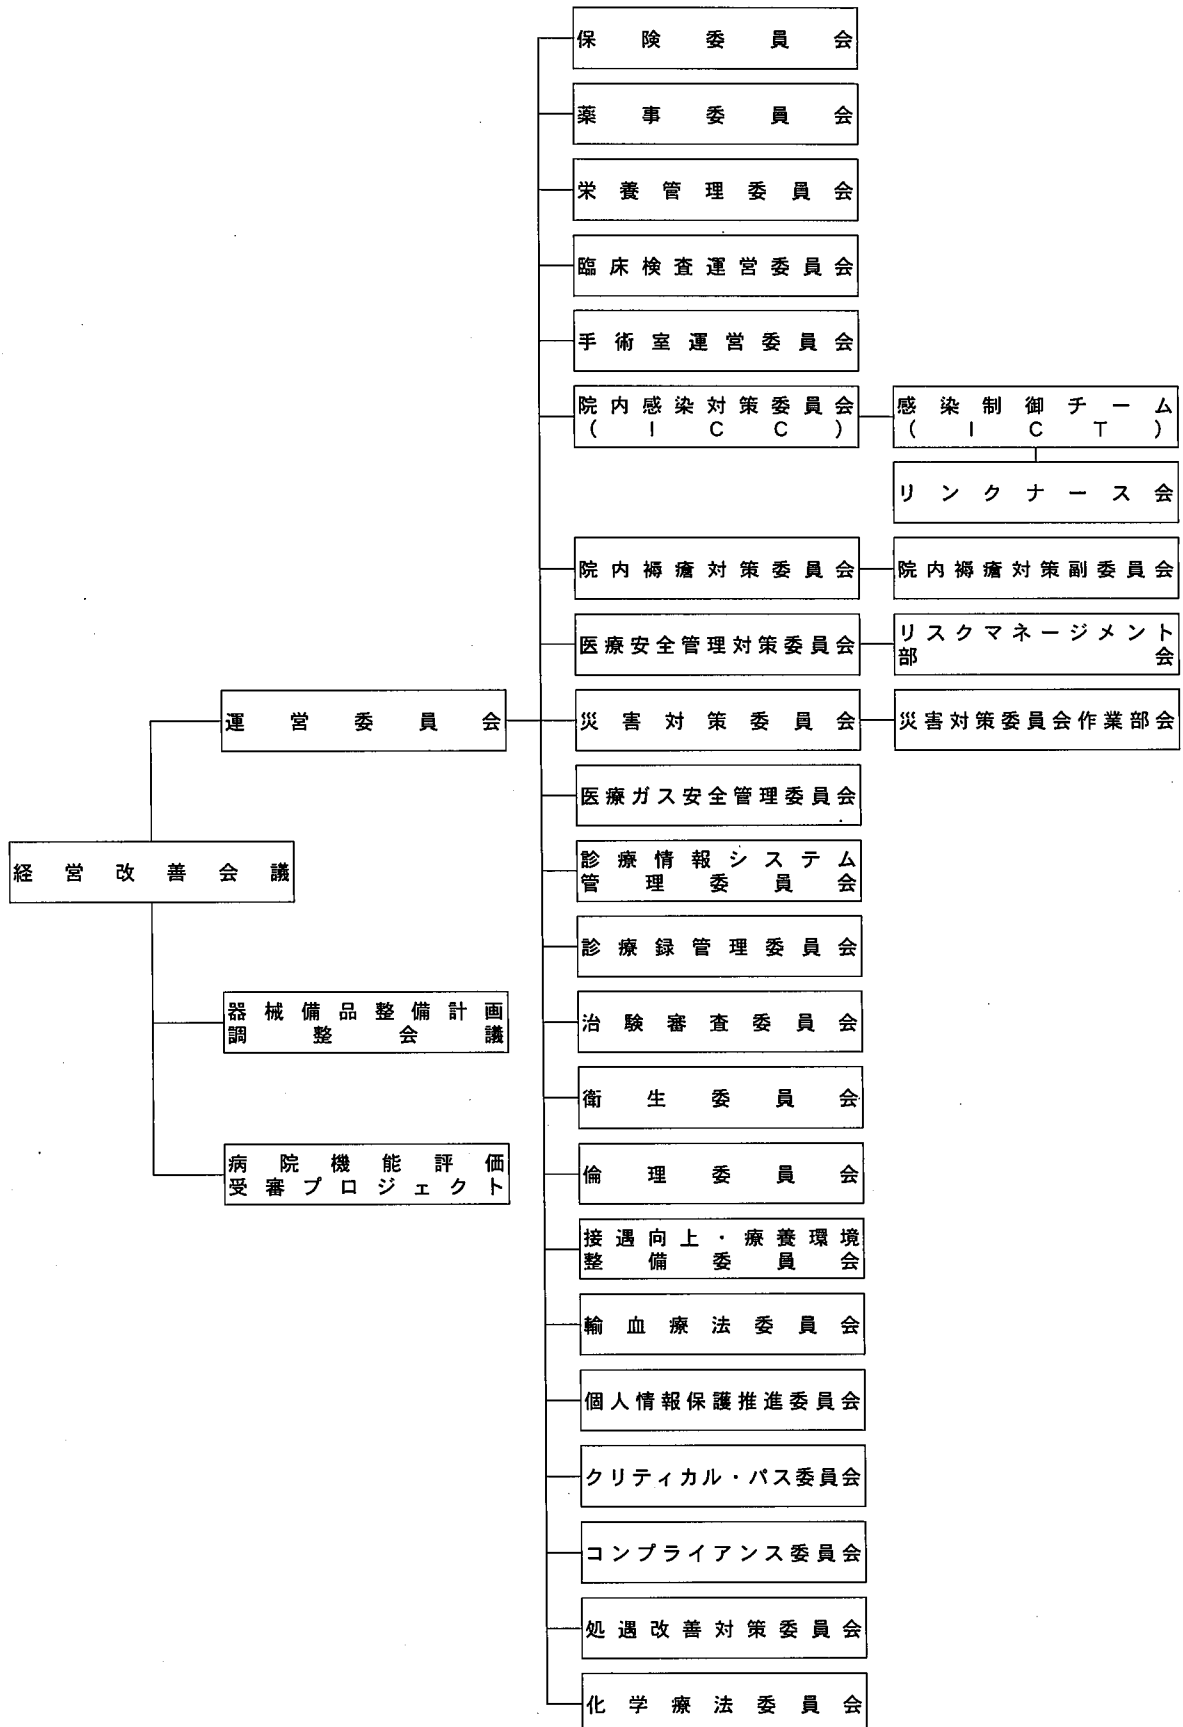 保険委員会
薬事委員会
栄養管理委員会
臨床検査運営委員会
手術室運営委員会
院内感染対策委員会
(ICC)
感染制御チーム
(ICT)
リンクナース会
院内褥瘡対策委員会
院内褥瘡対策副委員会
医療安全管理対策委員会
リスクマネージメント
部会
運営委員会
災害対策委員会
災害対策委員会作業部会
医療ガス安全管理委員会
経営改善会議
診療情報システム
管理委員会
診療録管理委員会
器械備品整備計画
調整会議
治験審査委員会
衛生委員会
病院機能評価
受審プロジェクト
倫理委員会
接遇向上・療養環境
整備委員会
輸血療法委員会
個人情報保護推進委員会
クリティカル・パス委員会
コンプライアンス委員会
処遇改善対策委員会
化学療法委員会